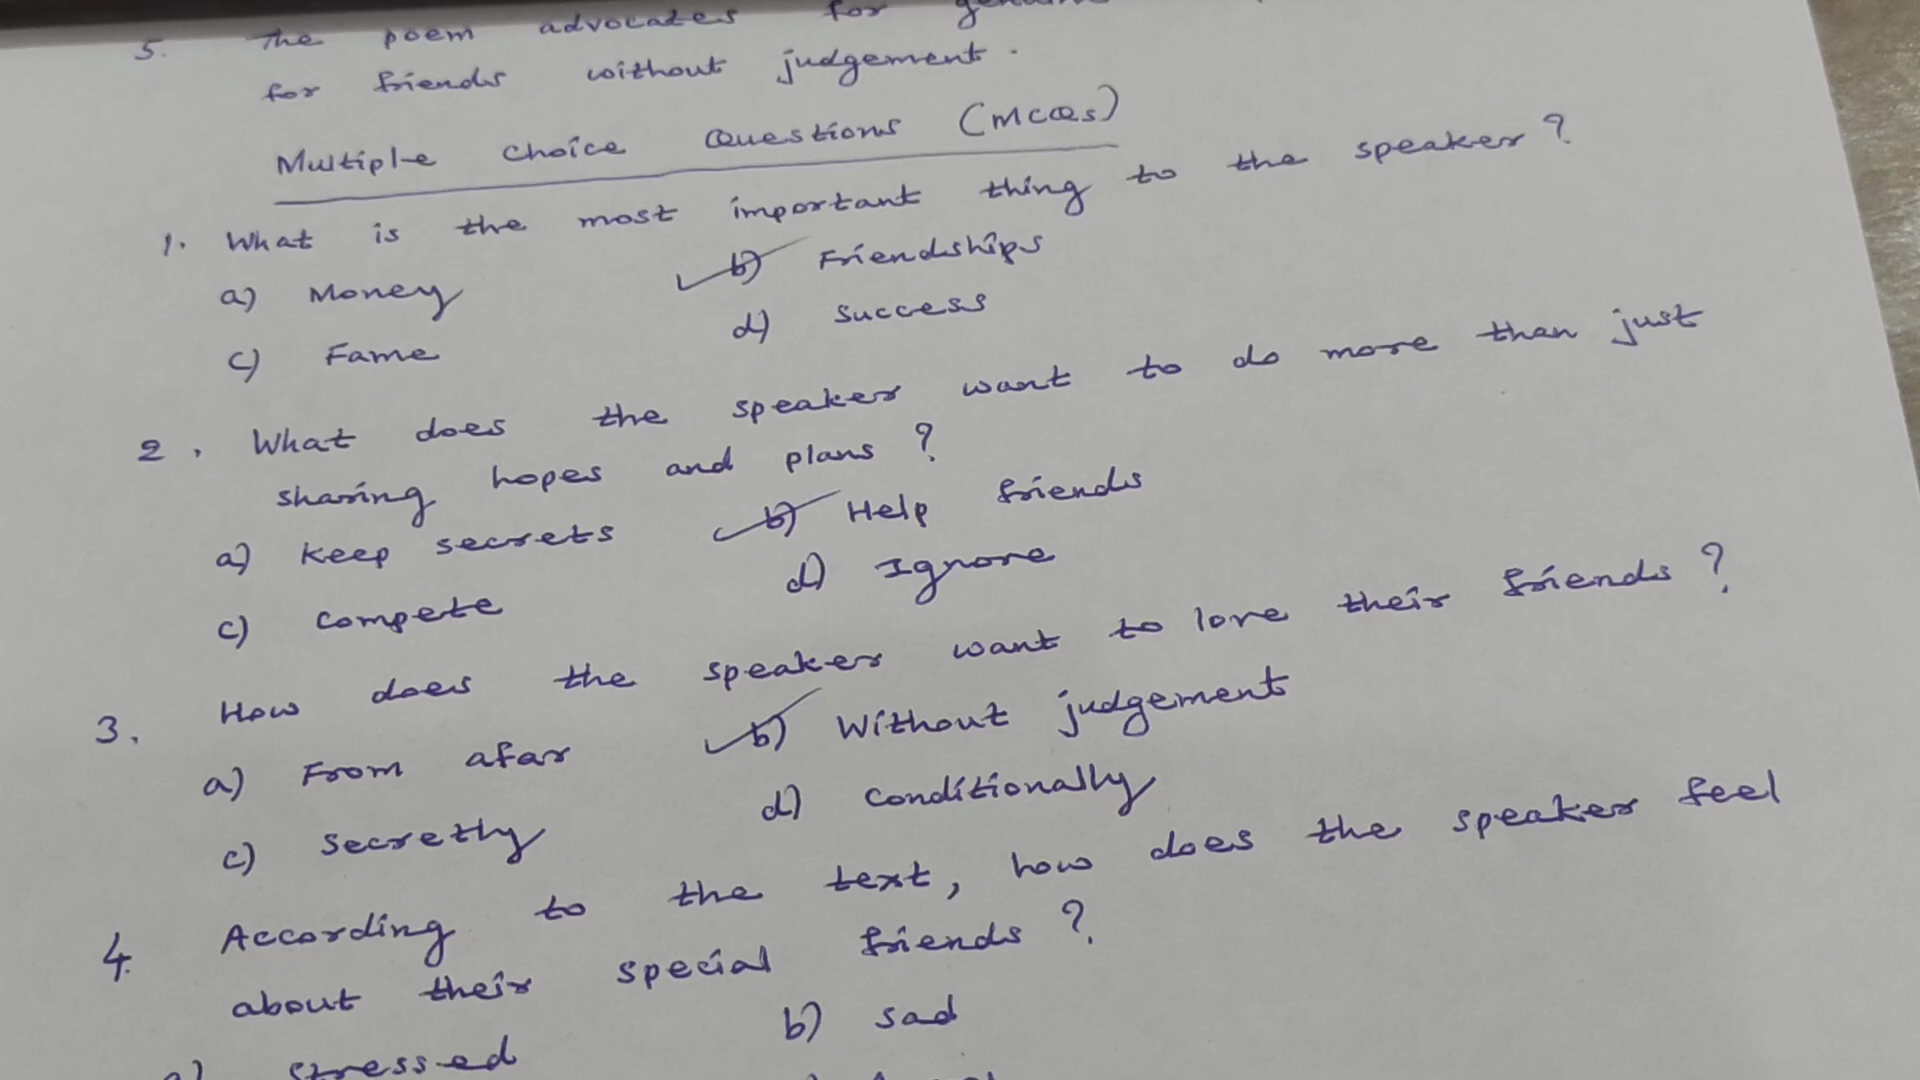 5. The poem advocates for
for friends without judgement.
Multiple Choice Questions (MCQs)
1. What is the most important thing to the speaker?
a) Money b) Friendships
c) Fame d) Success
2. What does the speaker want to do more than just
sharing hopes and plans?
a) Keep secrets b) Help friends
c) Compete d) Ignore
3. How does the speaker want to love their friends?
a) From afar b) Without judgement
c) Secretly d) Conditionally
4. According to the text, how does the speaker feel
about their special friends?
a) Stressed b) Sad